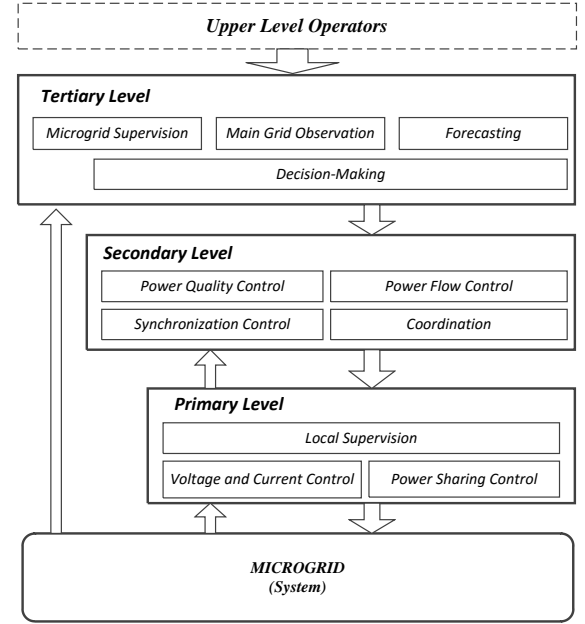 Upper Level Operators
Tertiary Level
Microgrid Supervision
Main Grid Observation
Forecasting
Decision-Making
Secondary Level
Power Quality Control
Power Flow Control
Synchronization Control
Coordination
Primary Level
Local Supervision
Voltage and Current Control
Power Sharing Control
MICROGRID
(System)